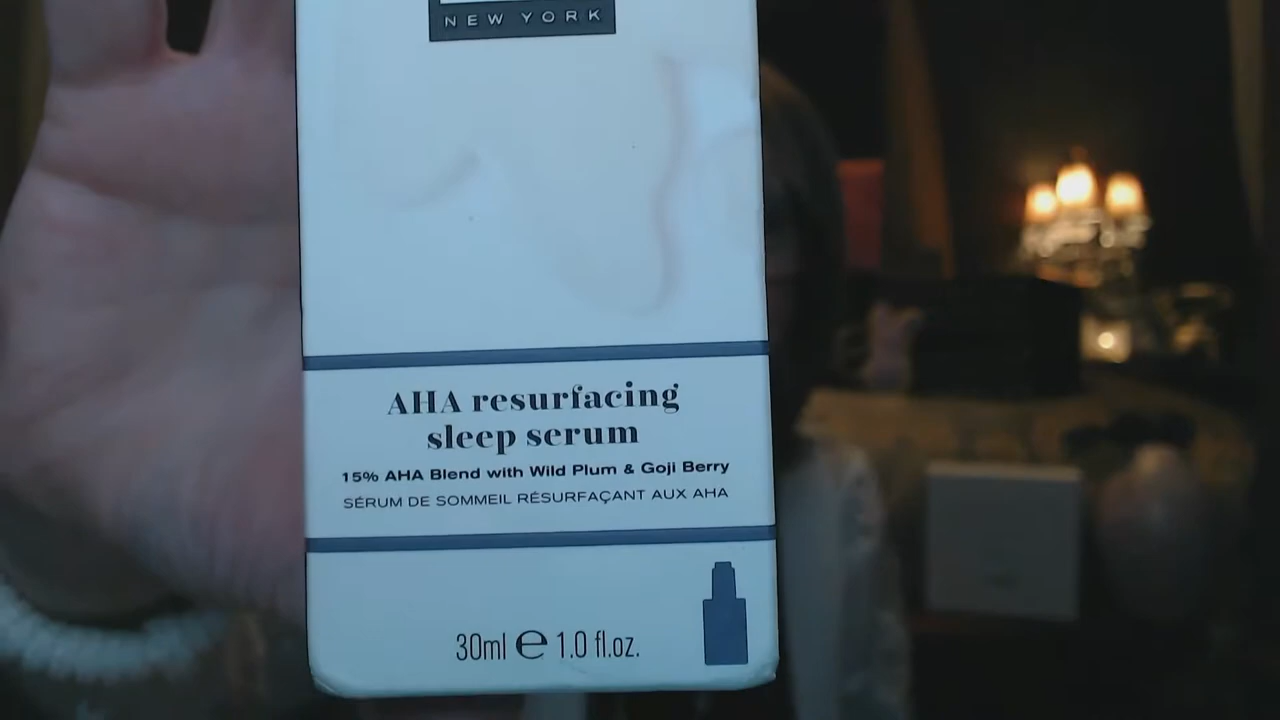 NEW YORK
AHA resurfacing
sleep serum
15% AHA Blend with Wild Plum & Goji Berry
SÉRUM DE SOMMEIL RÉSURFAÇANT AUX AHA
30ml ℮ 1.0 fl.oz.